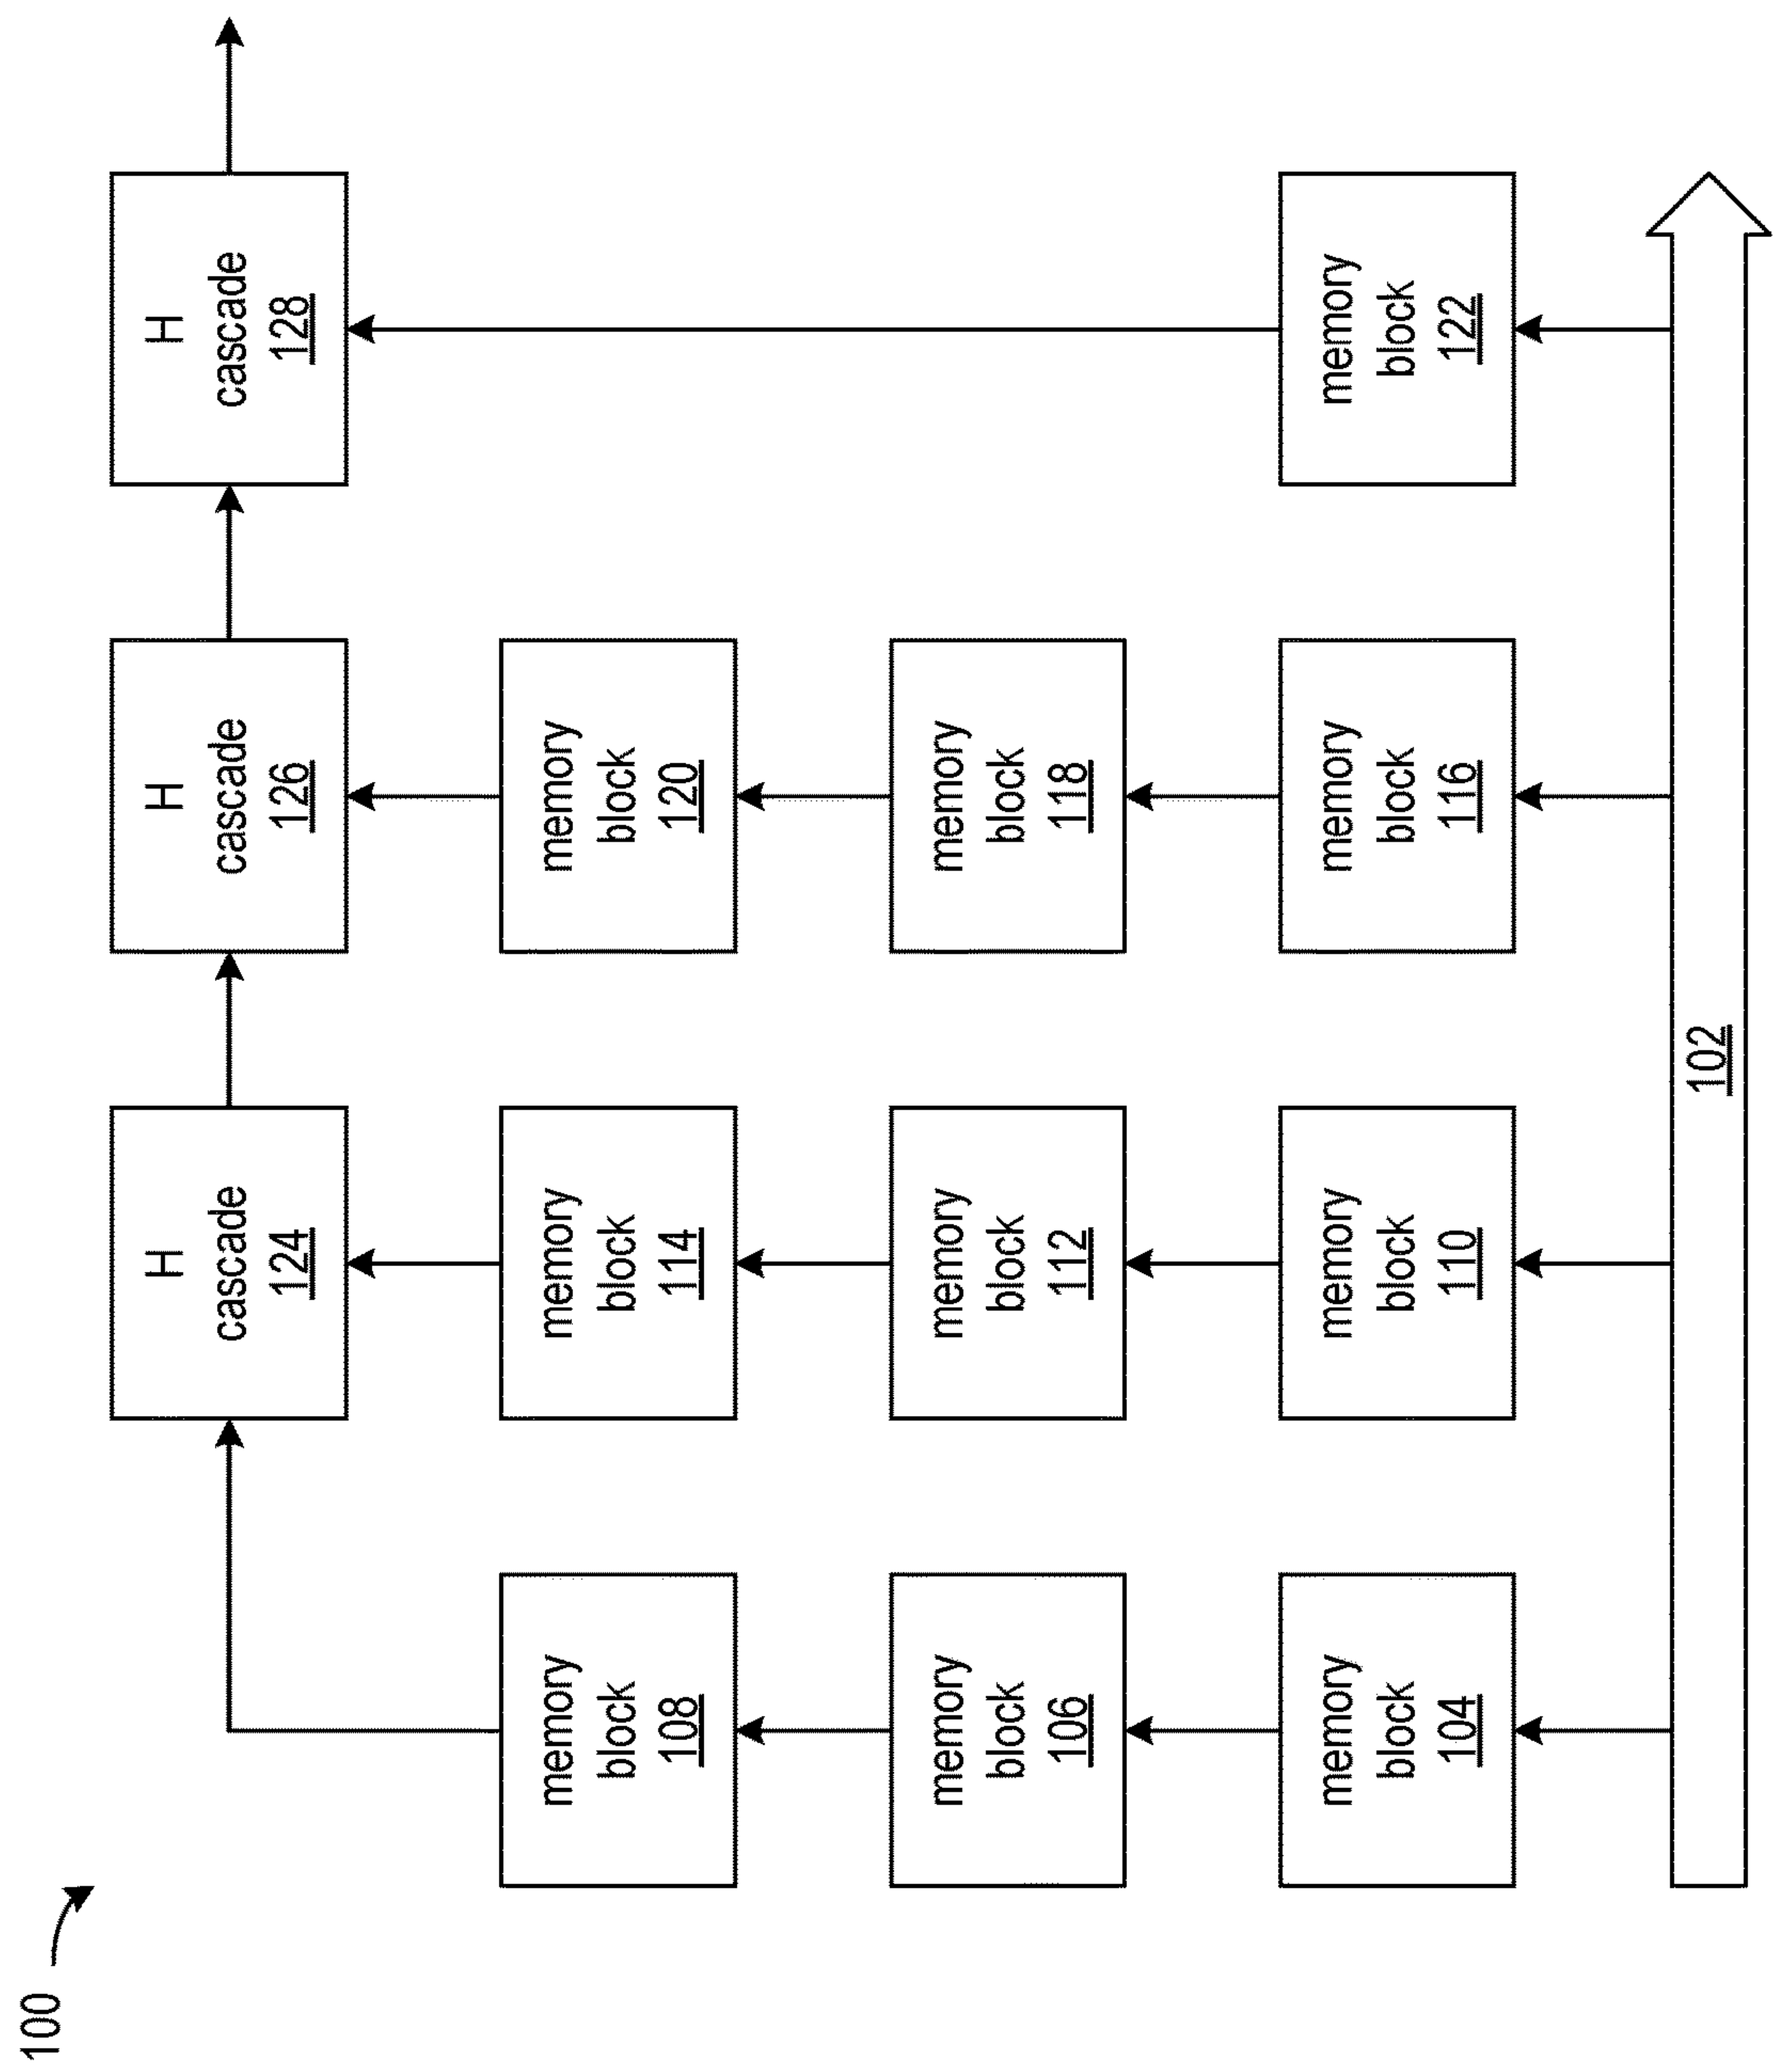 100
H
cascade
124
H
cascade
126
H
cascade
128
memory
block
108
memory
block
114
memory
block
120
memory
block
106
memory
block
112
memory
block
118
memory
block
104
memory
block
110
memory
block
116
memory
block
122
102